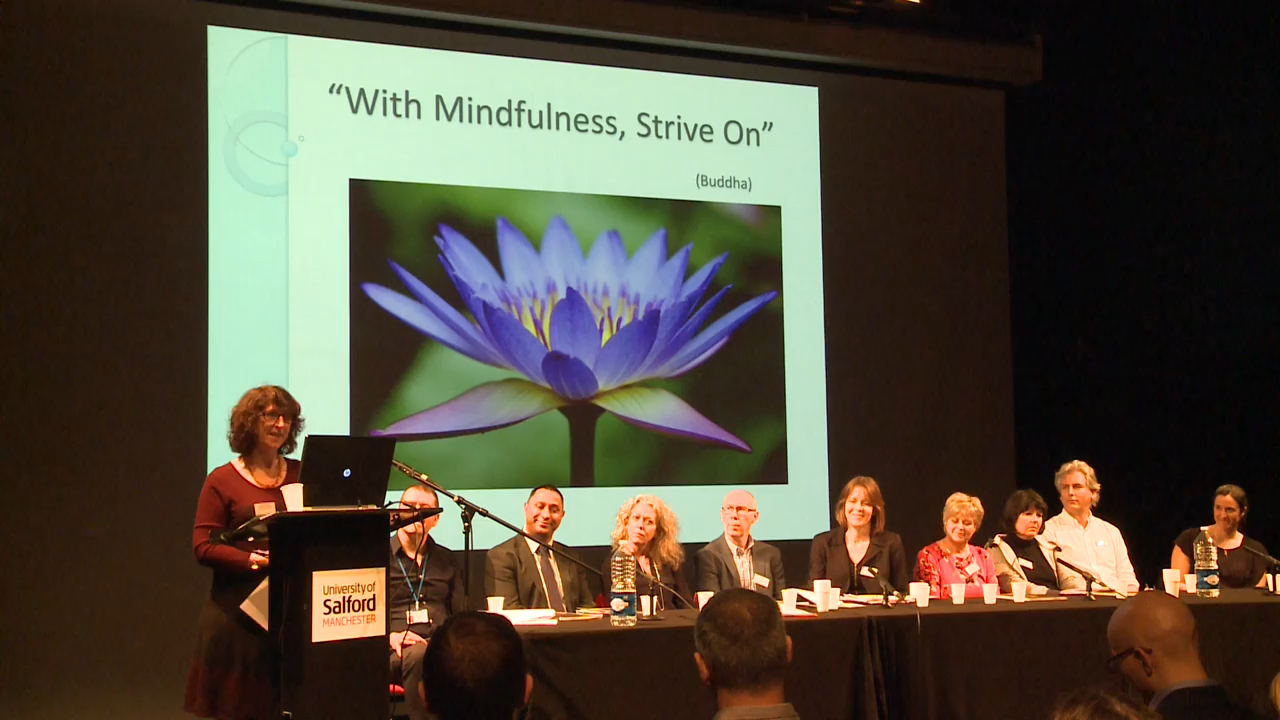 “With Mindfulness, Strive On”
(Buddha)
University of
Salford
MANCHESTER